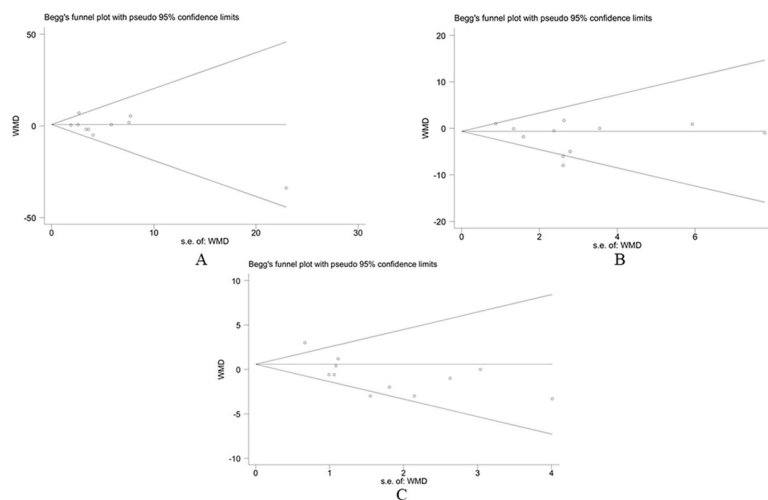 Begg's funnel plot with pseudo 95% confidence limits
50
0
-50
WMD
0
10
20
30
s.e. of: WMD
A
Begg's funnel plot with pseudo 95% confidence limits
20
10
0
-10
-20
WMD
0
2
4
6
s.e. of: WMD
B
Begg's funnel plot with pseudo 95% confidence limits
10
5
0
-5
-10
WMD
0
1
2
3
4
s.e. of: WMD
C